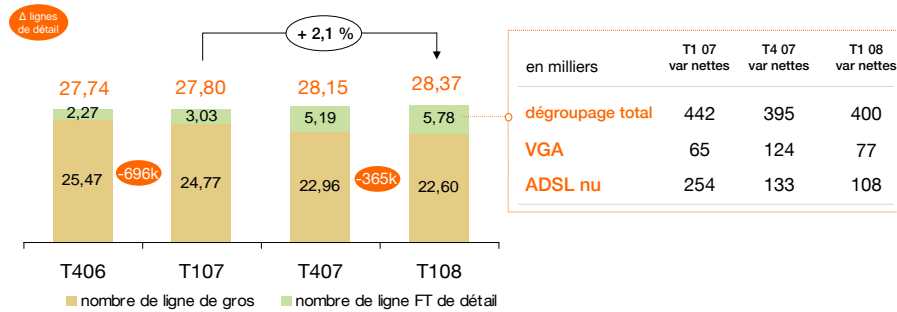 Δ lignes
de détail
+ 2,1 %
27,74
27,80
28,15
28,37
2,27
3,03
5,19
5,78
25,47
-696k
24,77
22,96
-365k
22,60
T406
T107
T407
T108
nombre de ligne de gros
nombre de ligne FT de détail
en milliers
T1 07
var nettes
T4 07
var nettes
T1 08
var nettes
dégroupage total 442 395 400
VGA 65 124 77
ADSL nu 254 133 108